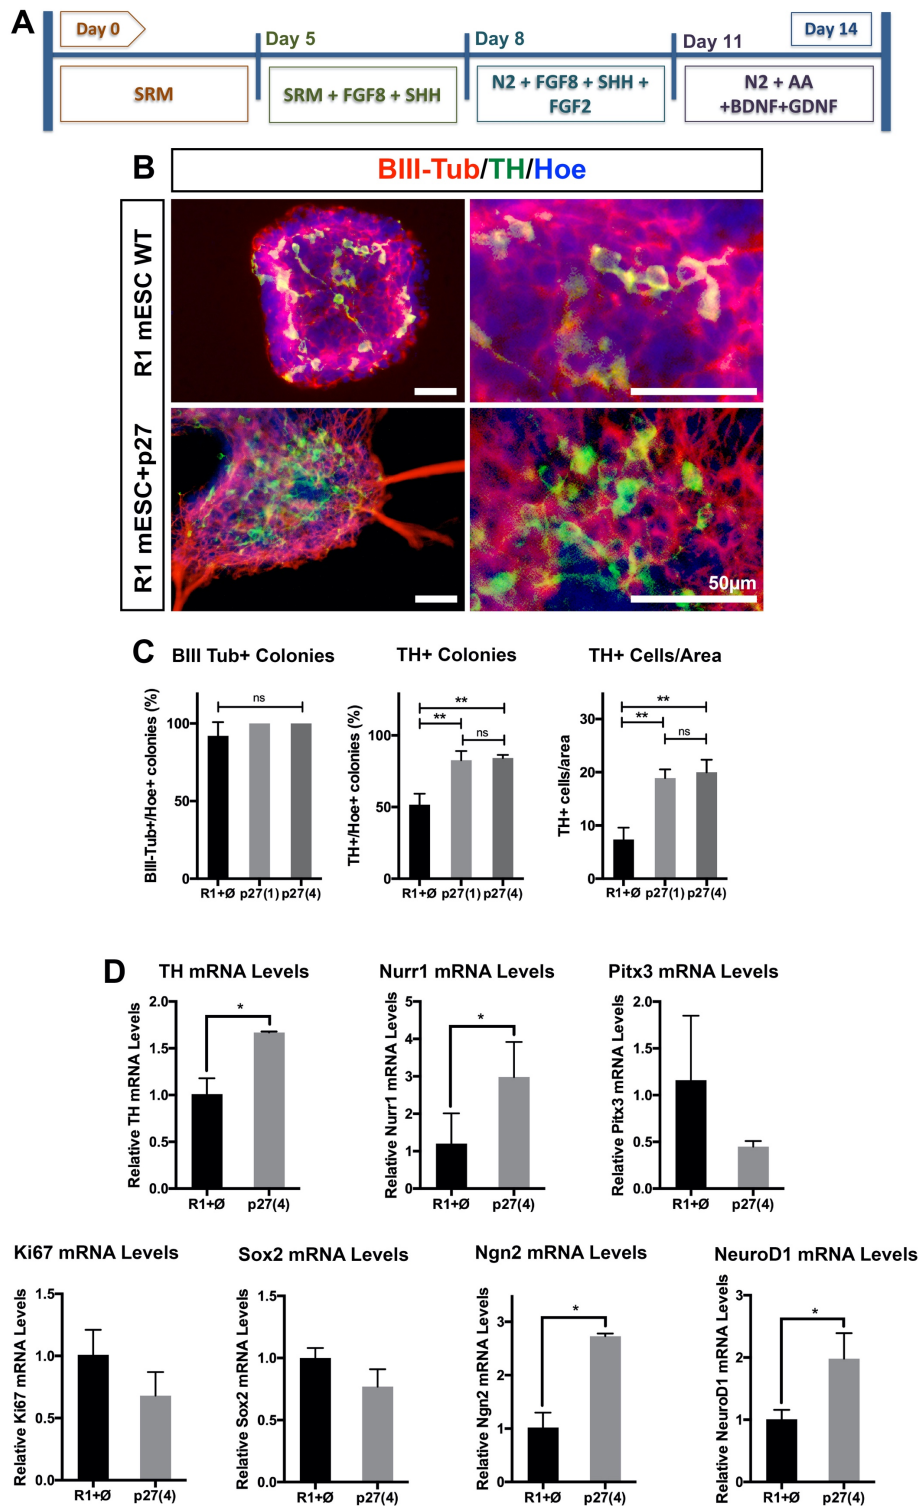 A
Day 0
Day 5
Day 8
Day 11
Day 14
SRM
SRM + FGF8 + SHH
N2 + FGF8 + SHH +
FGF2
N2 + AA
+BDNF+GDNF
B
BIII-Tub/TH/Hoe
R1 mESC WT
R1 mESC+p27
50µm
C
BIII Tub+ Colonies
BIII-Tub+/Hoe+ colonies (%)
100
50
0
ns
R1+Ø p27(1) p27(4)
TH+ Colonies
TH+/Hoe+ colonies (%)
100
50
0
**
**
ns
R1+Ø p27(1) p27(4)
TH+ Cells/Area
TH+ cells/area
30
20
10
0
**
**
ns
R1+Ø p27(1) p27(4)
D
TH mRNA Levels
Relative TH mRNA Levels
2.0
1.5
1.0
0.5
0.0
*
R1+Ø p27(4)
Nurr1 mRNA Levels
Relative Nurr1 mRNA Levels
5
4
3
2
1
0
*
R1+Ø p27(4)
Pitx3 mRNA Levels
Relative Pitx3 mRNA Levels
2.0
1.5
1.0
0.5
0.0
R1+Ø p27(4)
Ki67 mRNA Levels
Relative Ki67 mRNA Levels
1.5
1.0
0.5
0.0
R1+Ø p27(4)
Sox2 mRNA Levels
Relative Sox2 mRNA Levels
1.5
1.0
0.5
0.0
R1+Ø p27(4)
Ngn2 mRNA Levels
Relative Ngn2 mRNA Levels
3
2
1
0
*
R1+Ø p27(4)
NeuroD1 mRNA Levels
Relative NeuroD1 mRNA Levels
3
2
1
0
*
R1+Ø p27(4)